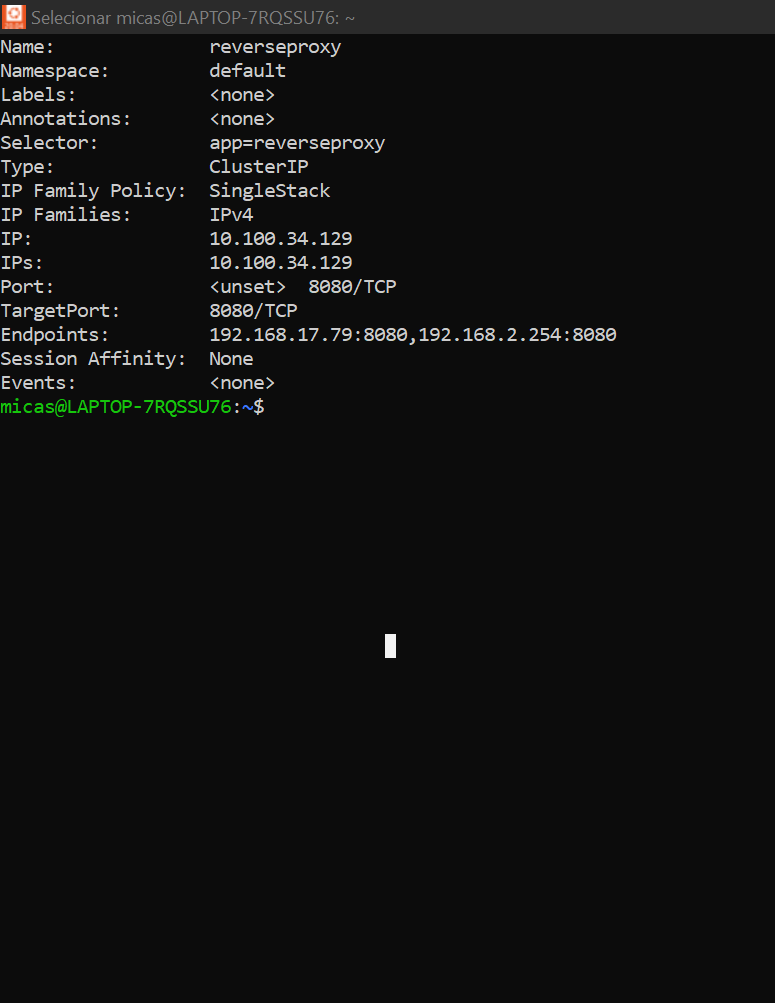 Selecionar micas@LAPTOP-7RQSSU76: ~
Name:              reverseproxy
Namespace:         default
Labels:            <none>
Annotations:       <none>
Selector:          app=reverseproxy
Type:              ClusterIP
IP Family Policy:  SingleStack
IP Families:       IPv4
IP:                10.100.34.129
IPs:               10.100.34.129
Port:              <unset>  8080/TCP
TargetPort:        8080/TCP
Endpoints:         192.168.17.79:8080,192.168.2.254:8080
Session Affinity:  None
Events:            <none>
micas@LAPTOP-7RQSSU76:~$